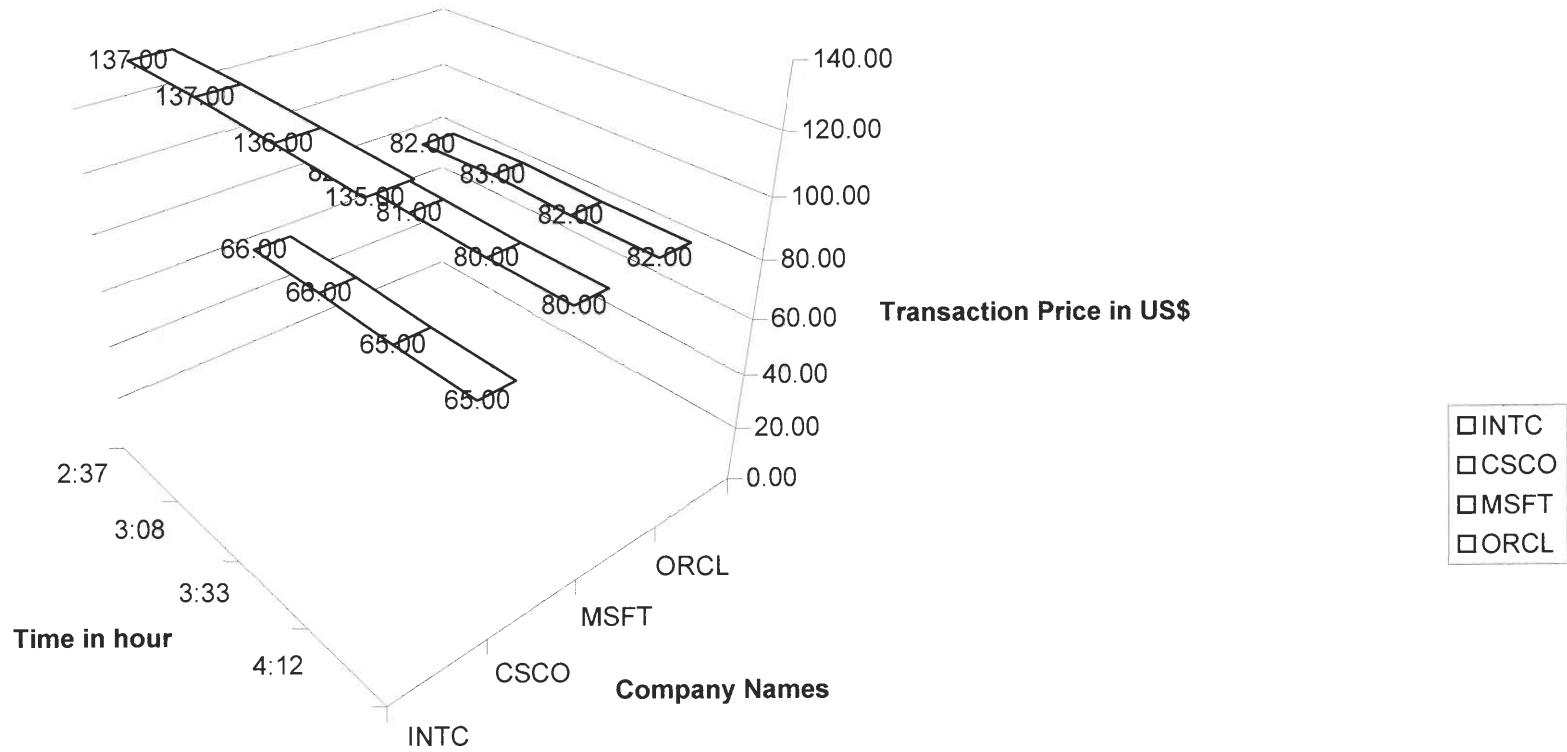 137.00
137.00
136.00
135.00
82.00
83.00
82.00
82.00
81.00
80.00
80.00
66.00
66.00
65.00
65.00
140.00
120.00
100.00
80.00
60.00
40.00
20.00
0.00
Transaction Price in US$
2:37
3:08
3:33
4:12
Time in hour
INTC
CSCO
MSFT
ORCL
Company Names
INTC
CSCO
MSFT
ORCL